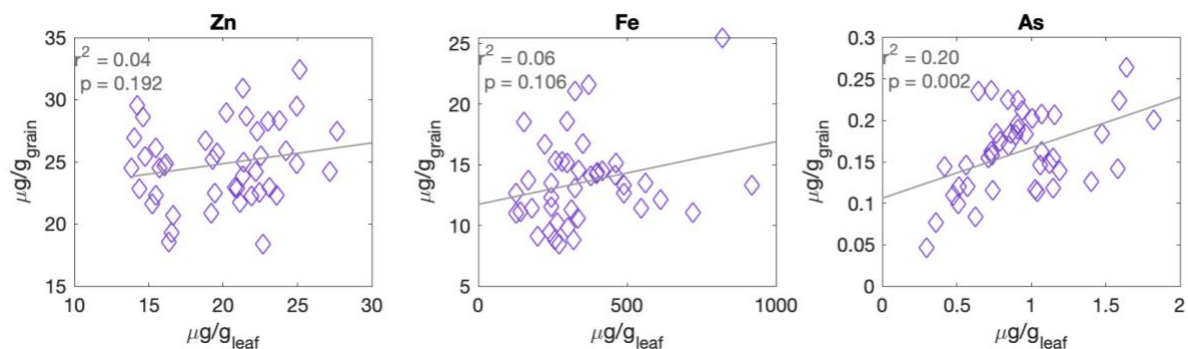 Zn
r² = 0.04
p = 0.192
35
30
25
20
15
10
15
20
25
30
μg/g_grain
μg/g_leaf
Fe
r² = 0.06
p = 0.106
25
20
15
10
5
0
500
1000
μg/g_grain
μg/g_leaf
As
r² = 0.20
p = 0.002
0.3
0.25
0.2
0.15
0.1
0.05
0
0
0.5
1
1.5
2
μg/g_grain
μg/g_leaf